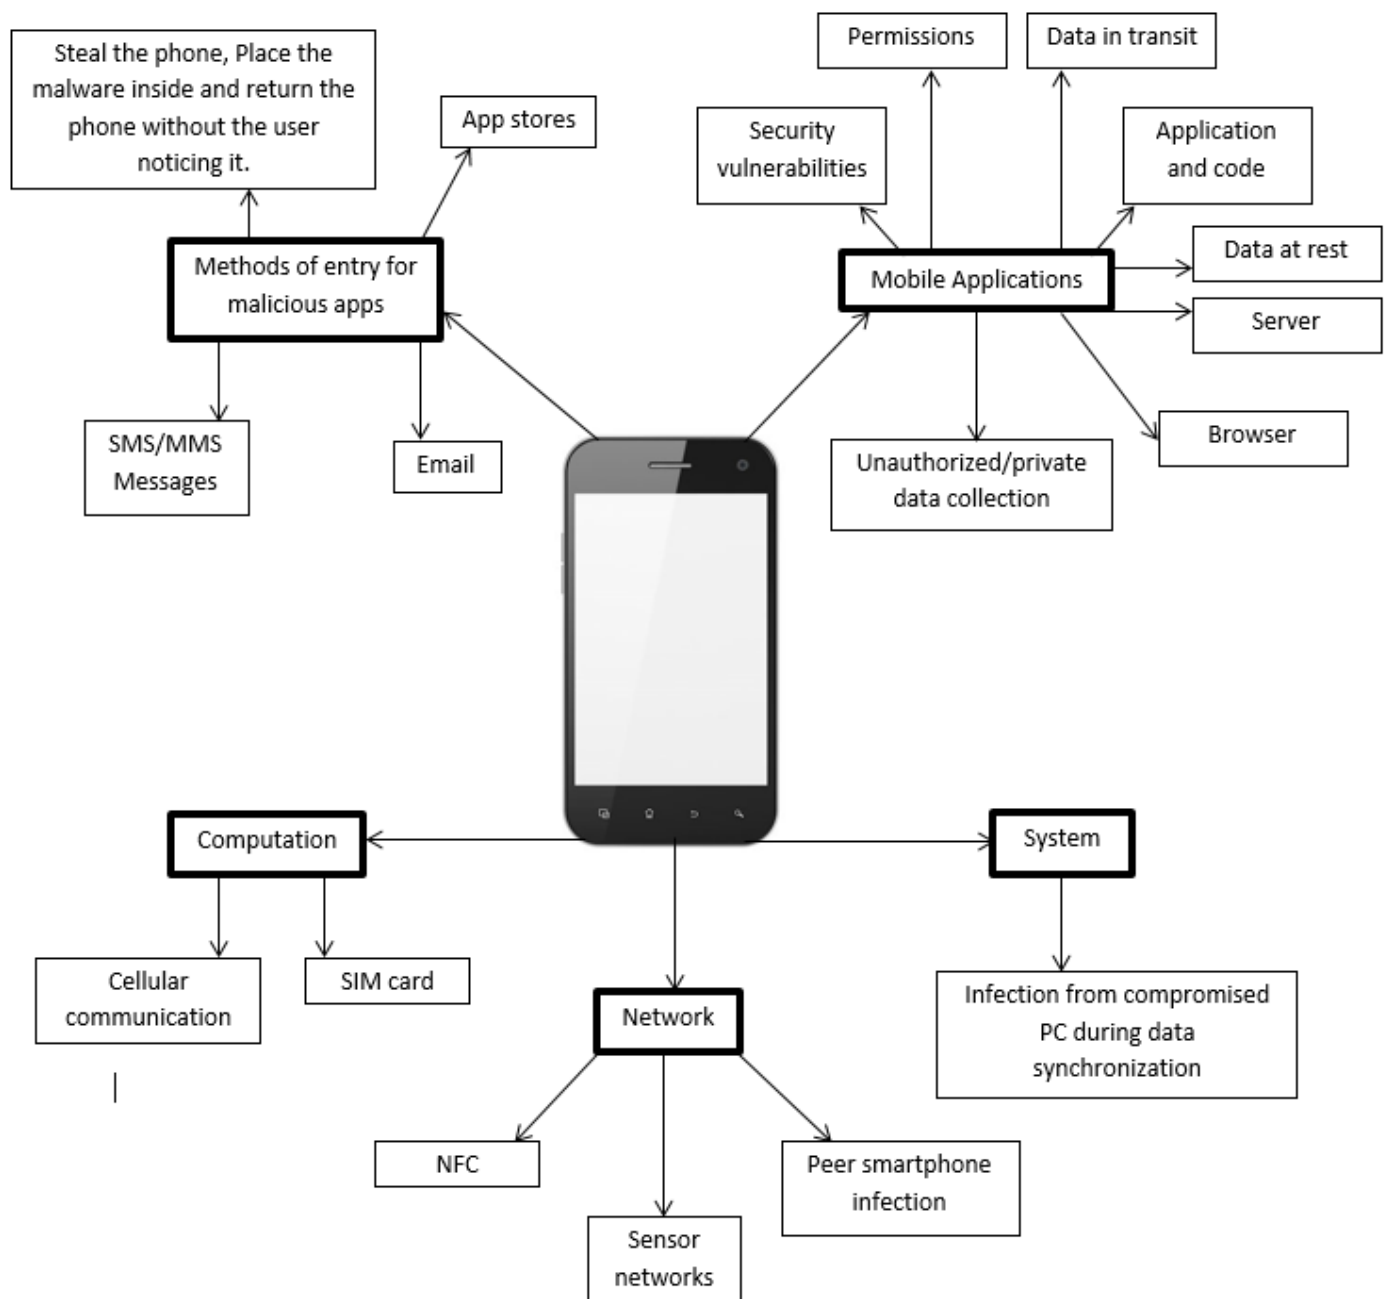 Steal the phone, Place the
malware inside and return the
phone without the user
noticing it.
App stores
Methods of entry for
malicious apps
SMS/MMS
Messages
Email
Permissions
Data in transit
Security
vulnerabilities
Application
and code
Mobile Applications
Data at rest
Server
Browser
Unauthorized/private
data collection
Computation
Cellular
communication
SIM card
Network
NFC
Sensor
networks
Peer smartphone
infection
System
Infection from compromised
PC during data
synchronization